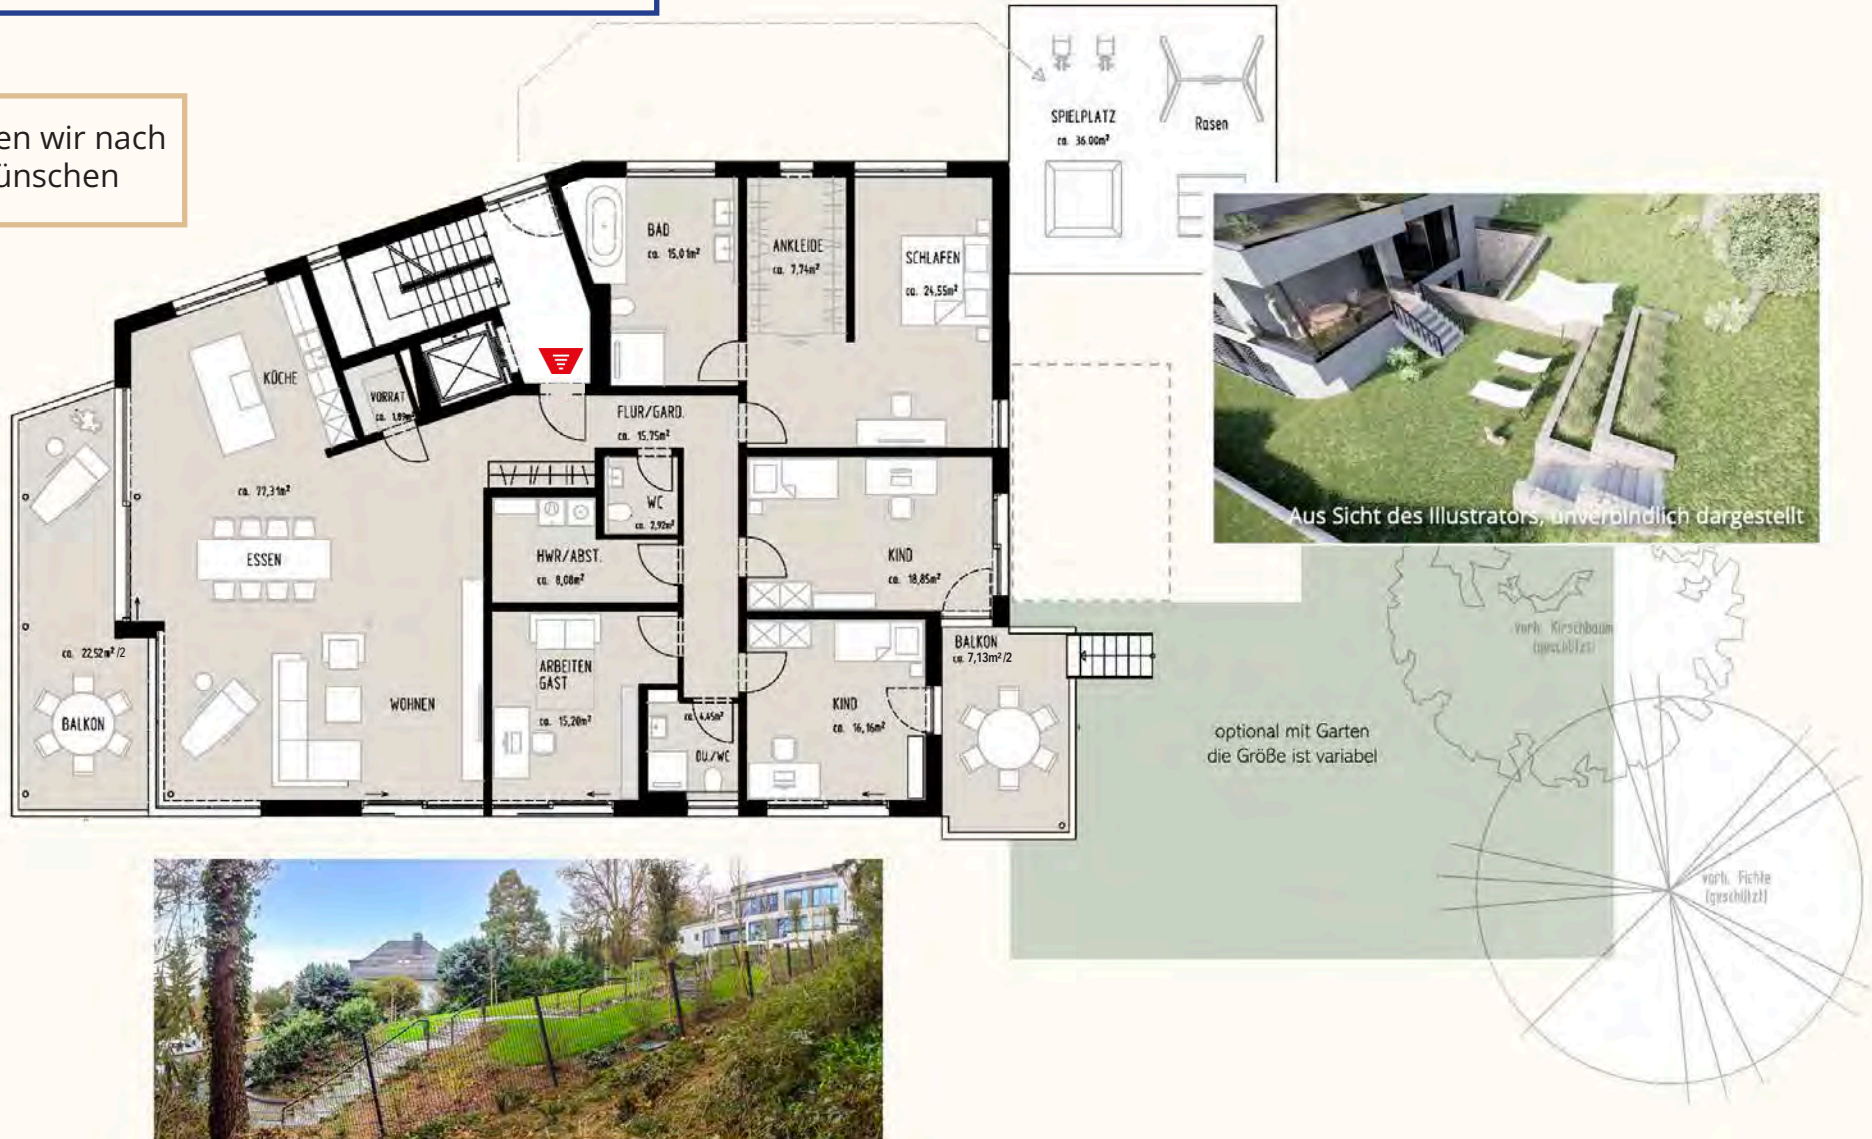 en wir nach
ünschen
SPIELPLATZ
ca. 36.00m²
Rasen
BAD
ca. 15,01m²
ANKLEIDE
ca. 7,74m²
SCHLAFEN
ca. 24,55m²
KÜCHE
VORRAT
ca. 1,89m²
FLUR/GARD.
ca. 15,75m²
ca. 77,31m²
WC
ca. 2,92m²
ESSEN
HWR/ABST.
ca. 8,08m²
KIND
ca. 18,85m²
Aus Sicht des Illustrators, unverbindlich dargestellt
vorh. Kirschbaum
(geschützt)
ca. 22,52m²/2
BALKON
WOHNEN
ARBEITEN
GAST
ca. 15,20m²
ca. 4,45m²
DU./WC
KIND
ca. 16,16m²
BALKON
ca. 7,13m²/2
optional mit Garten
die Größe ist variabel
vorh. Fichte
(geschützt)